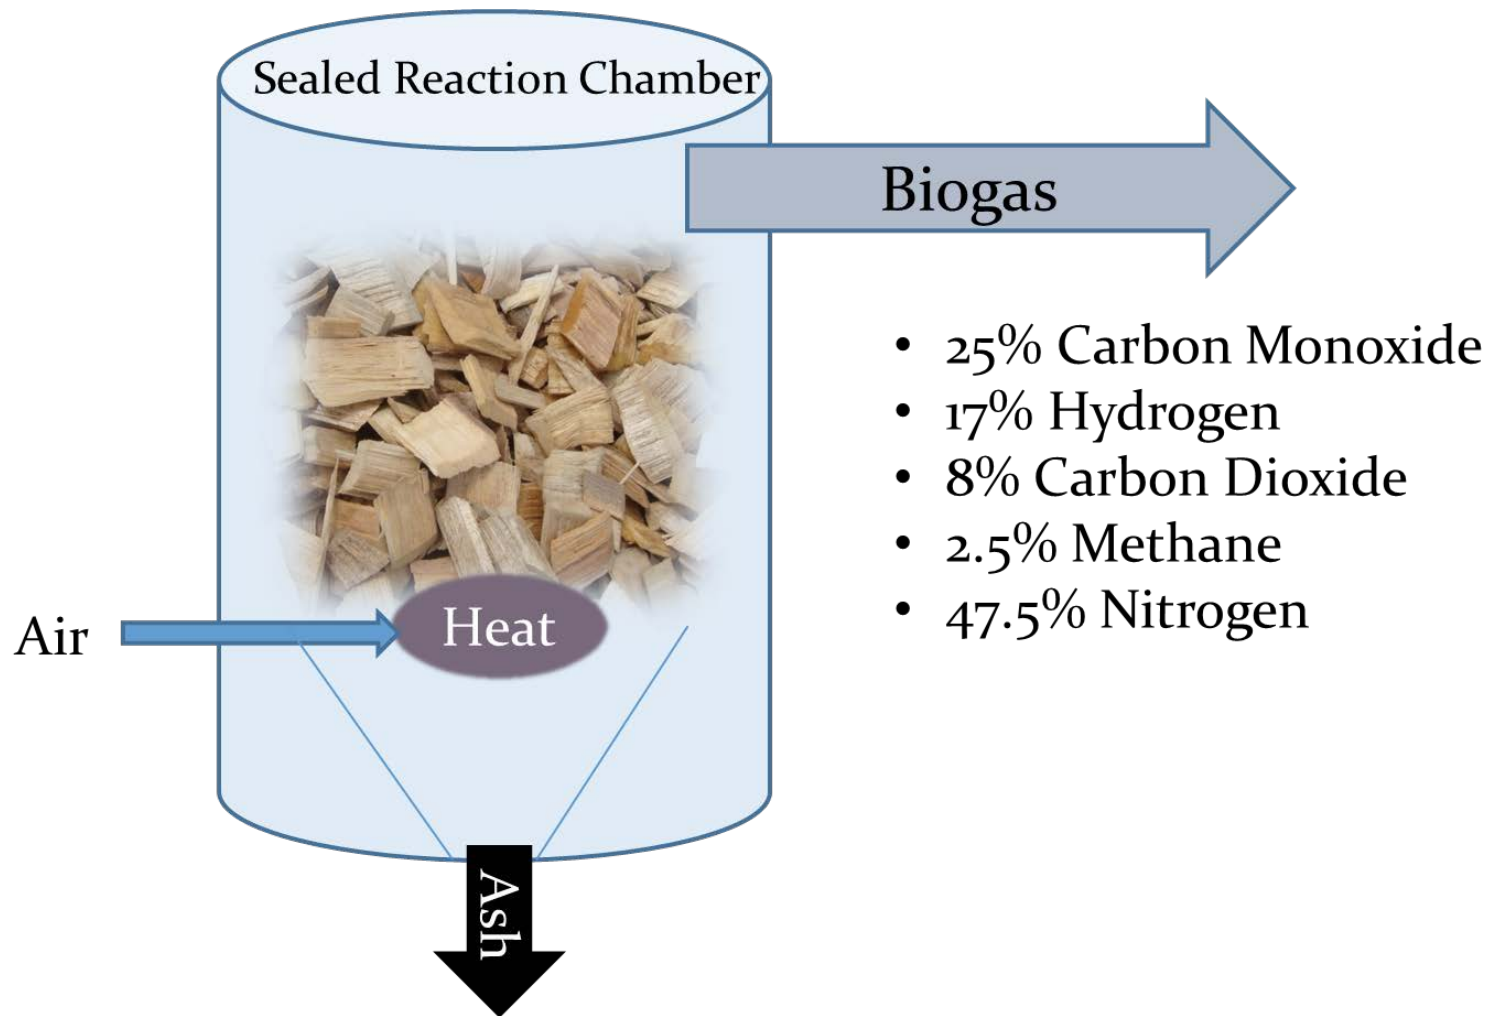 Sealed Reaction Chamber
Biogas
• 25% Carbon Monoxide
• 17% Hydrogen
• 8% Carbon Dioxide
• 2.5% Methane
• 47.5% Nitrogen
Air
Heat
Ash